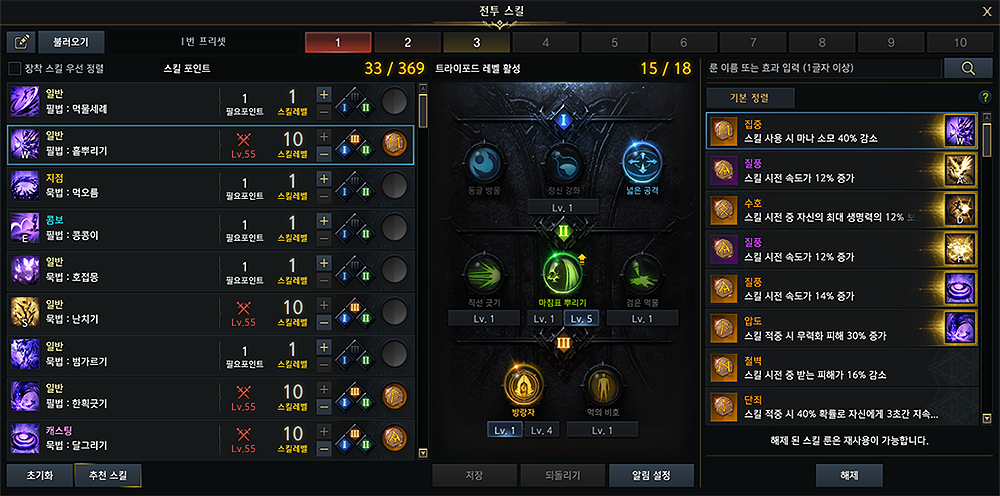 전투 스킬
불러오기
1번 프리셋
1
2
3
4
5
6
7
8
9
10
장착 스킬 우선 정렬
스킬 포인트
33 / 369
일반
필법 : 먹물세례
1
필요포인트
1
스킬레벨
I
II
W
일반
필법 : 흩뿌리기
Lv.55
10
스킬레벨
I
III
II
지점
묵법 : 먹오름
1
필요포인트
1
스킬레벨
I
II
E
콤보
필법 : 콩콩이
1
필요포인트
1
스킬레벨
I
II
일반
묵법 : 호접몽
1
필요포인트
1
스킬레벨
I
II
S
일반
묵법 : 난치기
Lv.55
10
스킬레벨
I
III
II
일반
묵법 : 범가르기
1
필요포인트
1
스킬레벨
I
II
일반
필법 : 한획긋기
Lv.55
10
스킬레벨
I
III
II
캐스팅
묵법 : 달그리기
Lv.55
10
스킬레벨
I
III
II
초기화
추천 스킬
트라이포드 레벨 활성
15 / 18
I
둥글 방울
정신 강화
넓은 공격
Lv. 1
II
직선 긋기
마침표 뿌리기
검은 먹물
Lv. 1
Lv. 1
Lv. 5
Lv. 1
III
방랑자
먹의 비호
Lv. 1
Lv. 4
Lv. 1
저장
되돌리기
알림 설정
룬 이름 또는 효과 입력 (1글자 이상)
기본 정렬
?
집중
스킬 사용 시 마나 소모 40% 감소
W
질풍
스킬 시전 속도가 12% 증가
A
수호
스킬 시전 중 자신의 최대 생명력의 12% 보
D
질풍
스킬 시전 속도가 12% 증가
F
질풍
스킬 시전 속도가 14% 증가
압도
스킬 적중 시 무력화 피해 30% 증가
철벽
스킬 시전 중 받는 피해가 16% 감소
단죄
스킬 적중 시 40% 확률로 자신에게 3초간 지속...
해제 된 스킬 룬은 재사용이 가능합니다.
해제